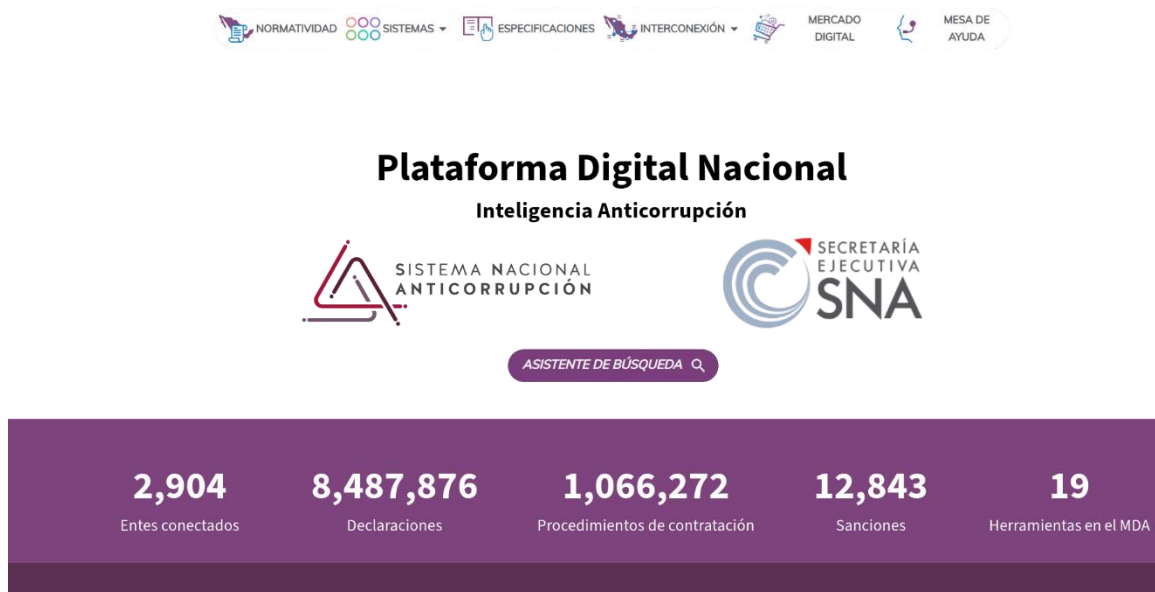 NORMATIVIDAD
SISTEMAS
ESPECIFICACIONES
INTERCONEXIÓN
MERCADO
DIGITAL
MESA DE
AYUDA
Plataforma Digital Nacional
Inteligencia Anticorrupción
SISTEMA NACIONAL
ANTICORRUPCIÓN
SECRETARÍA
EJECUTIVA
SNA
ASISTENTE DE BÚSQUEDA
2,904
Entes conectados
8,487,876
Declaraciones
1,066,272
Procedimientos de contratación
12,843
Sanciones
19
Herramientas en el MDA